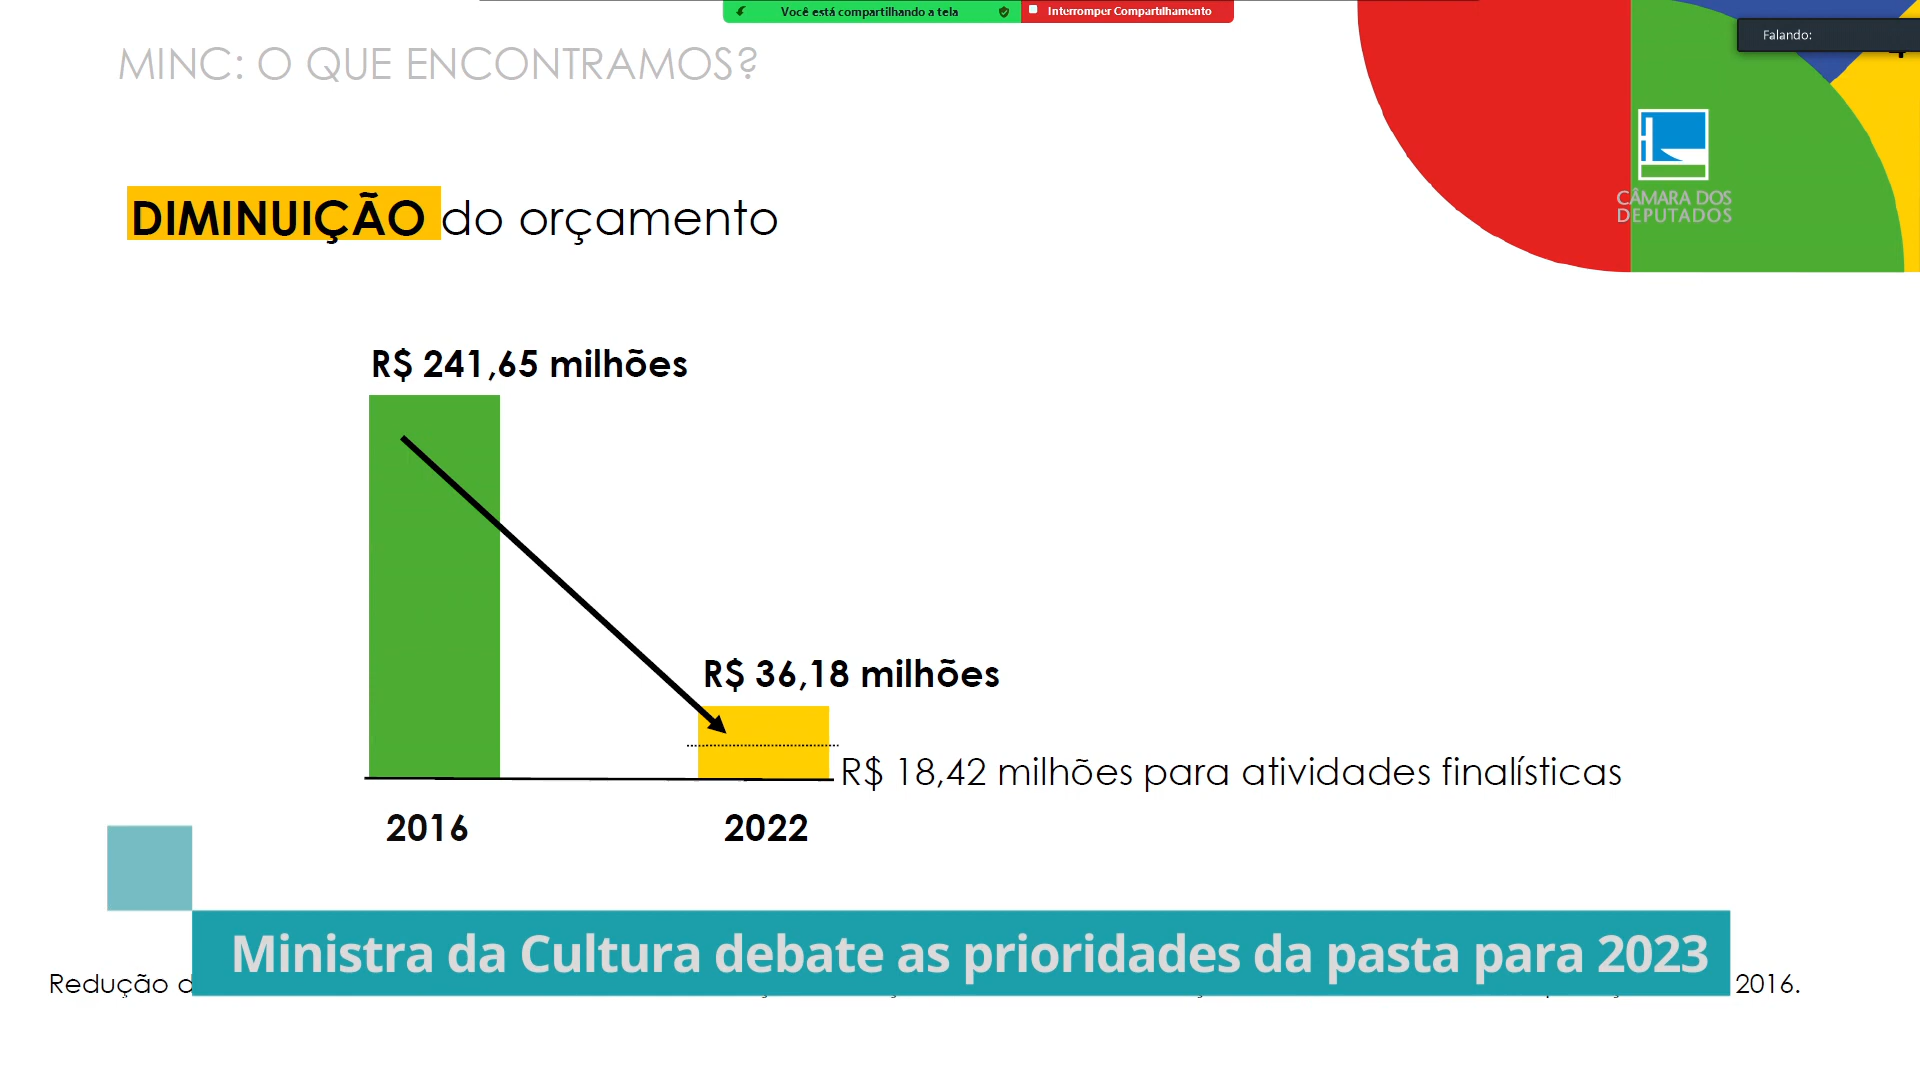 Você está compartilhando a tela
Interromper Compartilhamento
Falando:
MINC: O QUE ENCONTRAMOS?
CÂMARA DOS
DEPUTADOS
DIMINUIÇÃO do orçamento
R$ 241,65 milhões
R$ 36,18 milhões
R$ 18,42 milhões para atividades finalísticas
2016
2022
Ministra da Cultura debate as prioridades da pasta para 2023
Redução
2016.